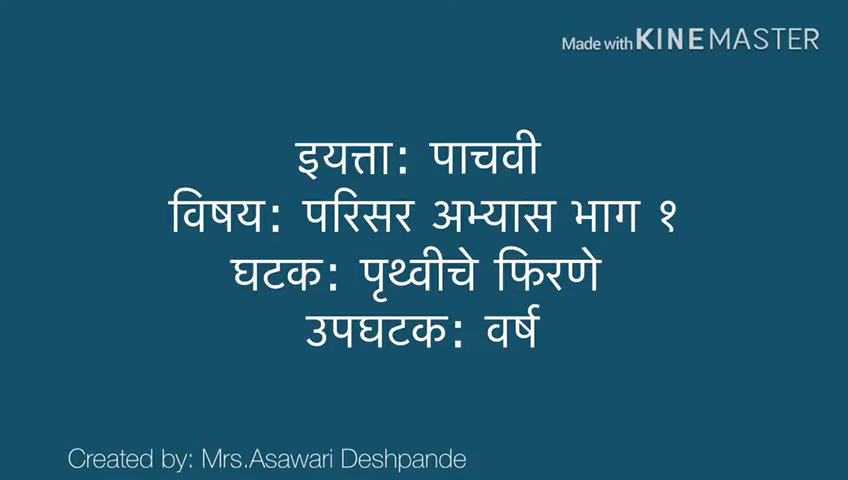 Made with KINEMASTER
इयत्ता: पाचवी
विषय: परिसर अभ्यास भाग १
घटक: पृथ्वीचे फिरणे
उपघटक: वर्ष
Created by: Mrs.Asawari Deshpande